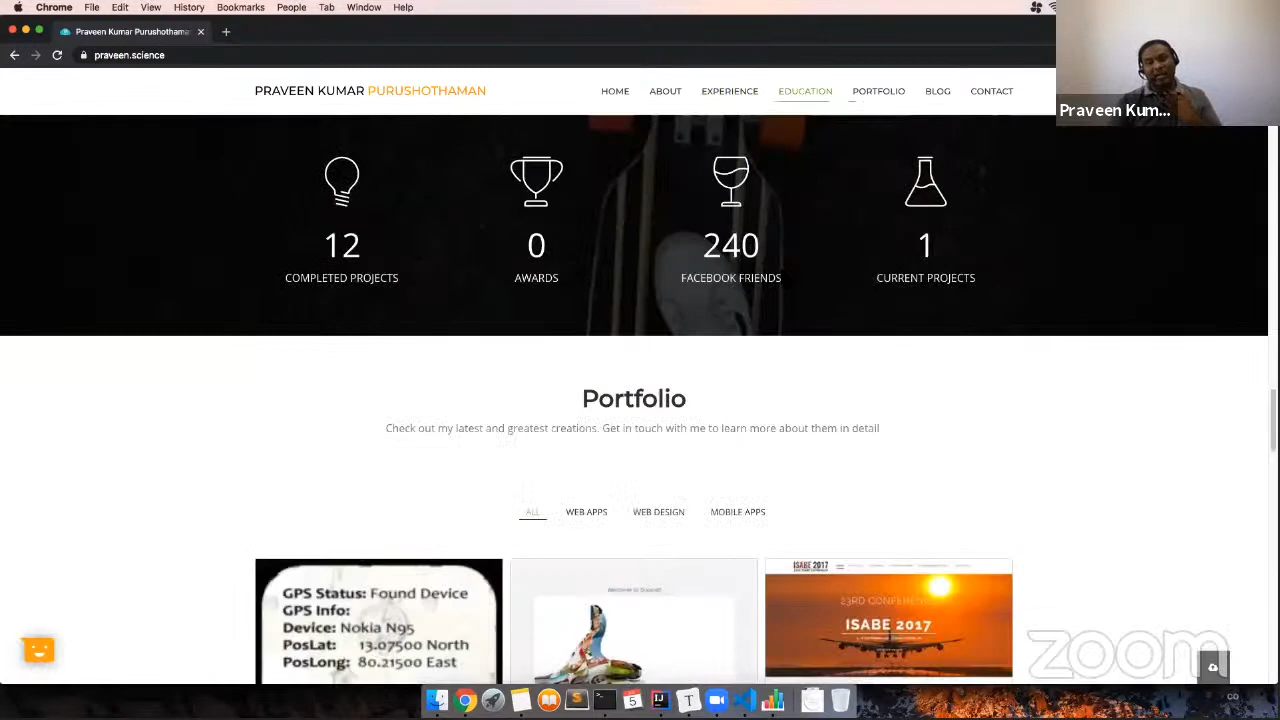 Chrome File Edit View History Bookmarks People Tab Window Help
Praveen Kumar Purushothama
praveen.science
PRAVEEN KUMAR PURUSHOTHAMAN
HOME ABOUT EXPERIENCE EDUCATION PORTFOLIO BLOG CONTACT
Praveen Kum...
12 0 240 1
COMPLETED PROJECTS AWARDS FACEBOOK FRIENDS CURRENT PROJECTS
Portfolio
Check out my latest and greatest creations. Get in touch with me to learn more about them in detail
ALL WEB APPS WEB DESIGN MOBILE APPS
GPS Status: Found Device
GPS Info:
Device: Nokia N95
PosLat: 13.07500 North
PosLong: 80.21500 East
ISABE 2017
ISABE 2017
zoom
5